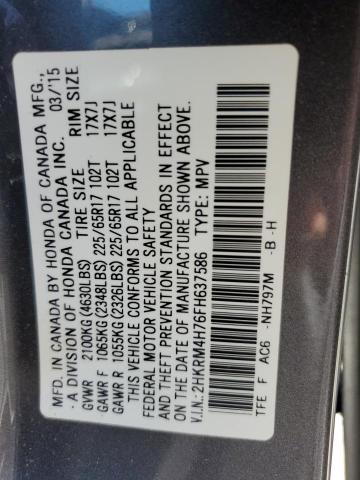 MFD. IN CANADA BY HONDA OF CANADA MFG.,
- A DIVISION OF HONDA CANADA INC. 03/'15
GVWR 2100KG(4630LBS) TIRE SIZE RIM SIZE
GAWR F 1065KG(2348LBS) 225/65R17 102T 17X7J
GAWR R 1055KG(2326LBS) 225/65R17 102T 17X7J
THIS VEHICLE CONFORMS TO ALL APPLICABLE
FEDERAL MOTOR VEHICLE SAFETY
AND THEFT PREVENTION STANDARDS IN EFFECT
ON THE DATE OF MANUFACTURE SHOWN ABOVE.
V.I.N.:2HKRM4H76FH637586 TYPE: MPV
TFE F AC6 -NH797M -B -H